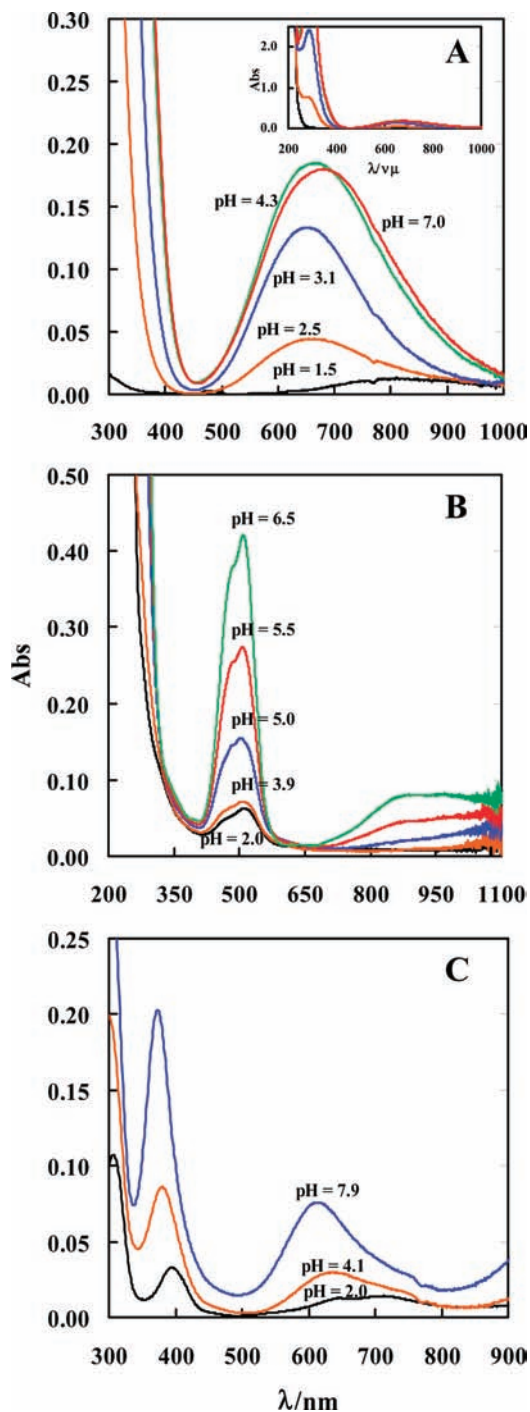 0.30
0.25
0.20
0.15
0.10
0.05
0.00
A
2.0
1.0
0.0
Abs
200 400 600 800 1000
λ/νμ
pH = 4.3
pH = 7.0
pH = 3.1
pH = 2.5
pH = 1.5
300 400 500 600 700 800 900 1000
0.50
0.40
0.30
0.20
0.10
0.00
B
pH = 6.5
pH = 5.5
pH = 5.0
pH = 3.9
pH = 2.0
200 350 500 650 800 950 1100
Abs
0.25
0.20
0.15
0.10
0.05
0.00
C
pH = 7.9
pH = 4.1
pH = 2.0
300 400 500 600 700 800 900
λ/nm